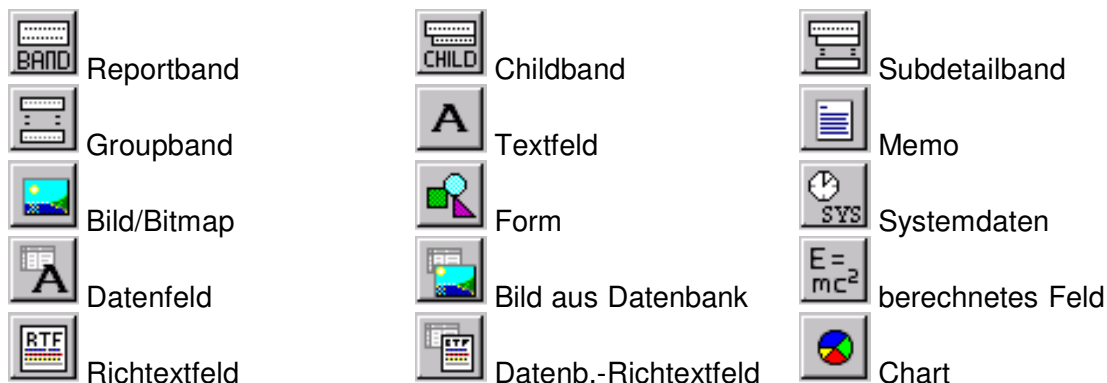 BAND Reportband CHILD Childband Subdetailband
Groupband A Textfeld Memo
Bild/Bitmap Form SYS Systemdaten
A Datenfeld Bild aus Datenbank E = mc² berechnetes Feld
RTF Richtextfeld RTF Datenb.-Richtextfeld Chart